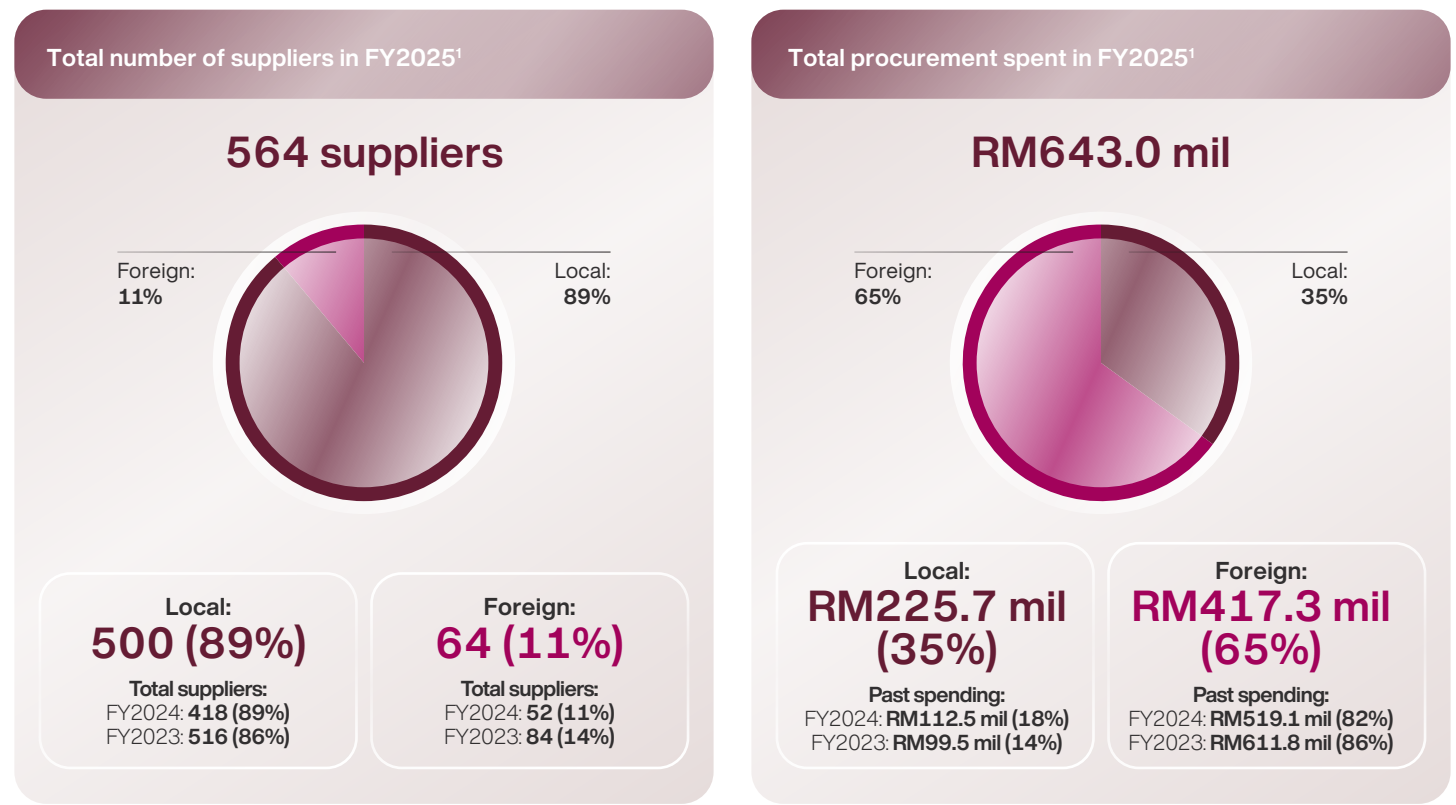 Total number of suppliers in FY2025¹
564 suppliers
Foreign:
11%
Local:
89%
Local:
500 (89%)
Total suppliers:
FY2024: 418 (89%)
FY2023: 516 (86%)
Foreign:
64 (11%)
Total suppliers:
FY2024: 52 (11%)
FY2023: 84 (14%)
Total procurement spent in FY2025¹
RM643.0 mil
Foreign:
65%
Local:
35%
Local:
RM225.7 mil
(35%)
Past spending:
FY2024: RM112.5 mil (18%)
FY2023: RM99.5 mil (14%)
Foreign:
RM417.3 mil
(65%)
Past spending:
FY2024: RM519.1 mil (82%)
FY2023: RM611.8 mil (86%)